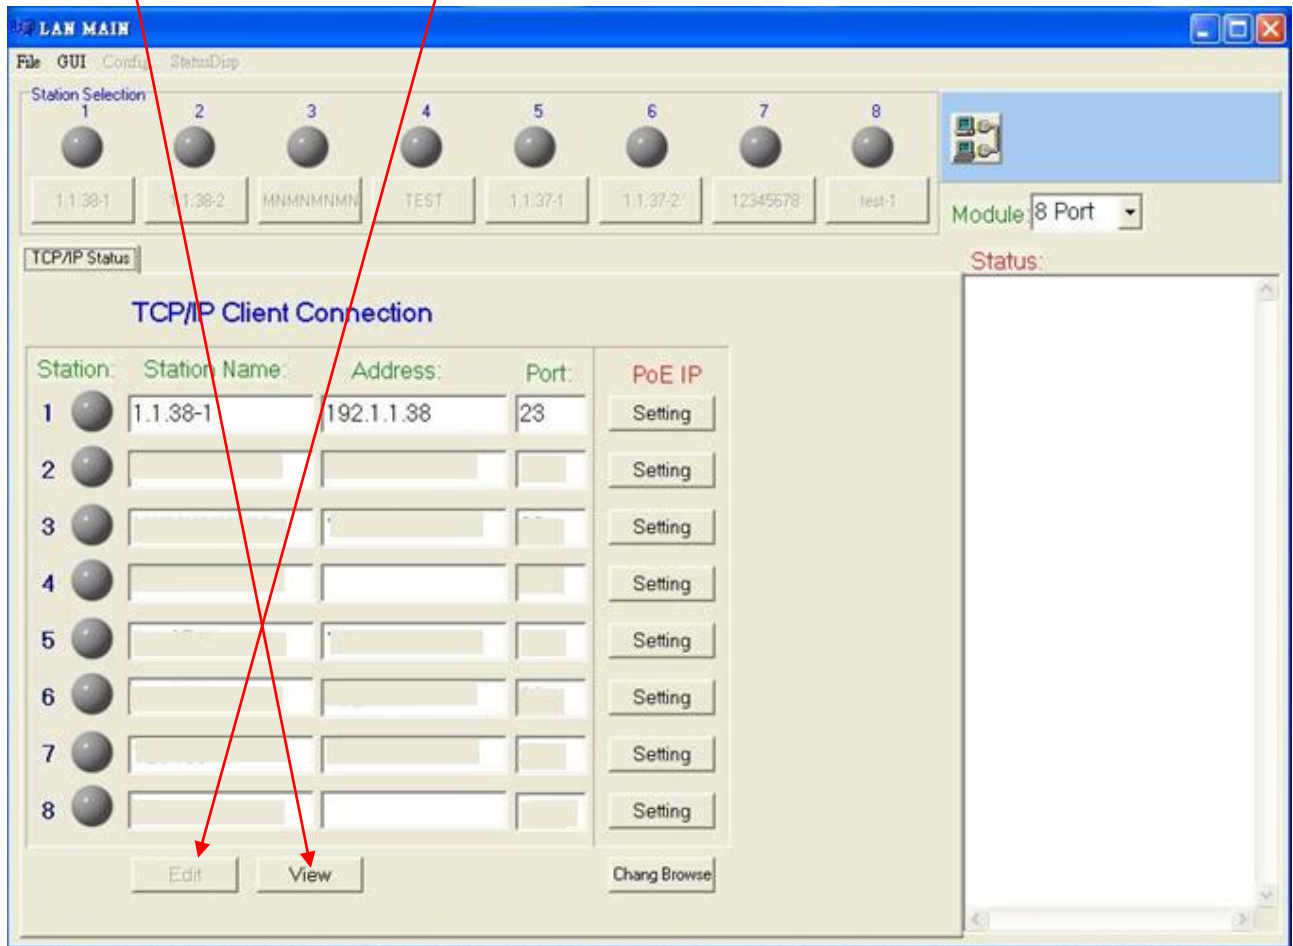 LAN MAIN
File GUI Config StatusDisp
Station Selection
1 2 3 4 5 6 7 8
1.1.38-1 1.1.38-2 MNMNMNMN TEST 1.1.37-1 1.1.37-2 12345678 test-1
Module: 8 Port
TCP/IP Status
Status:
TCP/IP Client Connection
Station: Station Name: Address: Port: PoE IP
1 1.1.38-1 192.1.1.38 23 Setting
2 Setting
3 Setting
4 Setting
5 Setting
6 Setting
7 Setting
8 Setting
Edit View Chang Browse